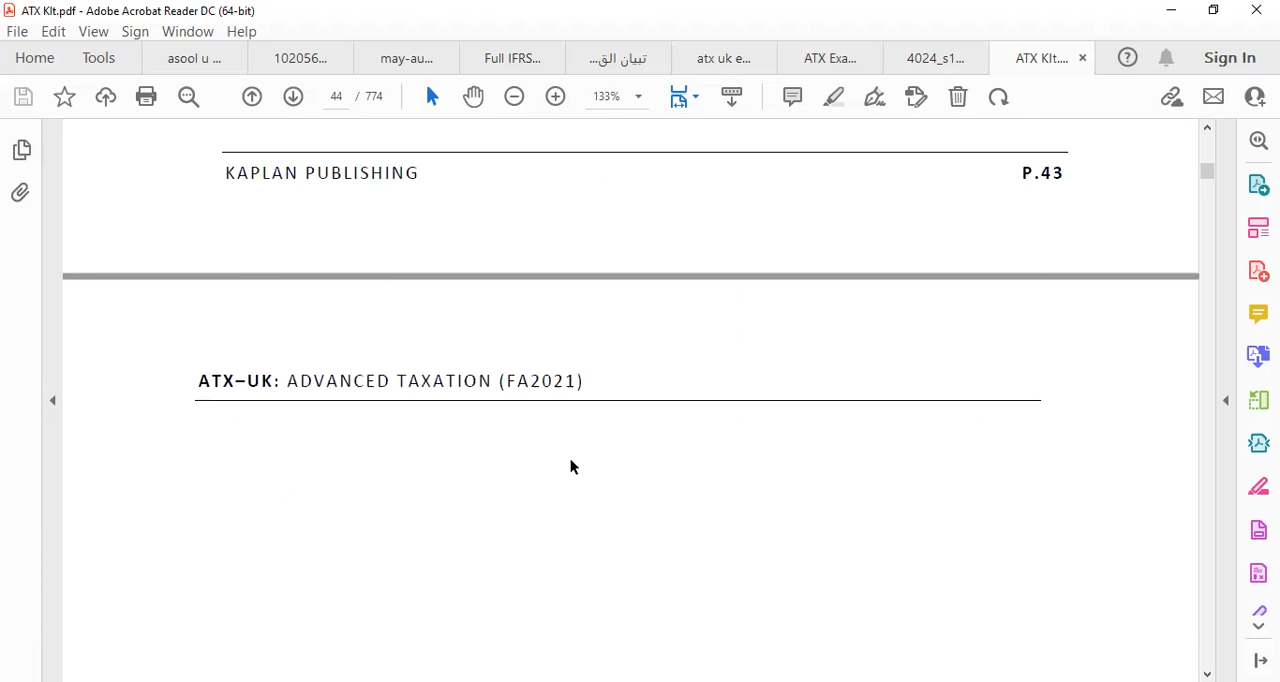 ATX KIt.pdf - Adobe Acrobat Reader DC (64-bit)
File Edit View Sign Window Help
Home Tools asool u ... 102056... may-au... Full IFRS... تبيان الق... atx uk e... ATX Exa... 4024_s1... ATX KIt.... × Sign In
44 / 774 133%
KAPLAN PUBLISHING P.43
ATX–UK: ADVANCED TAXATION (FA2021)